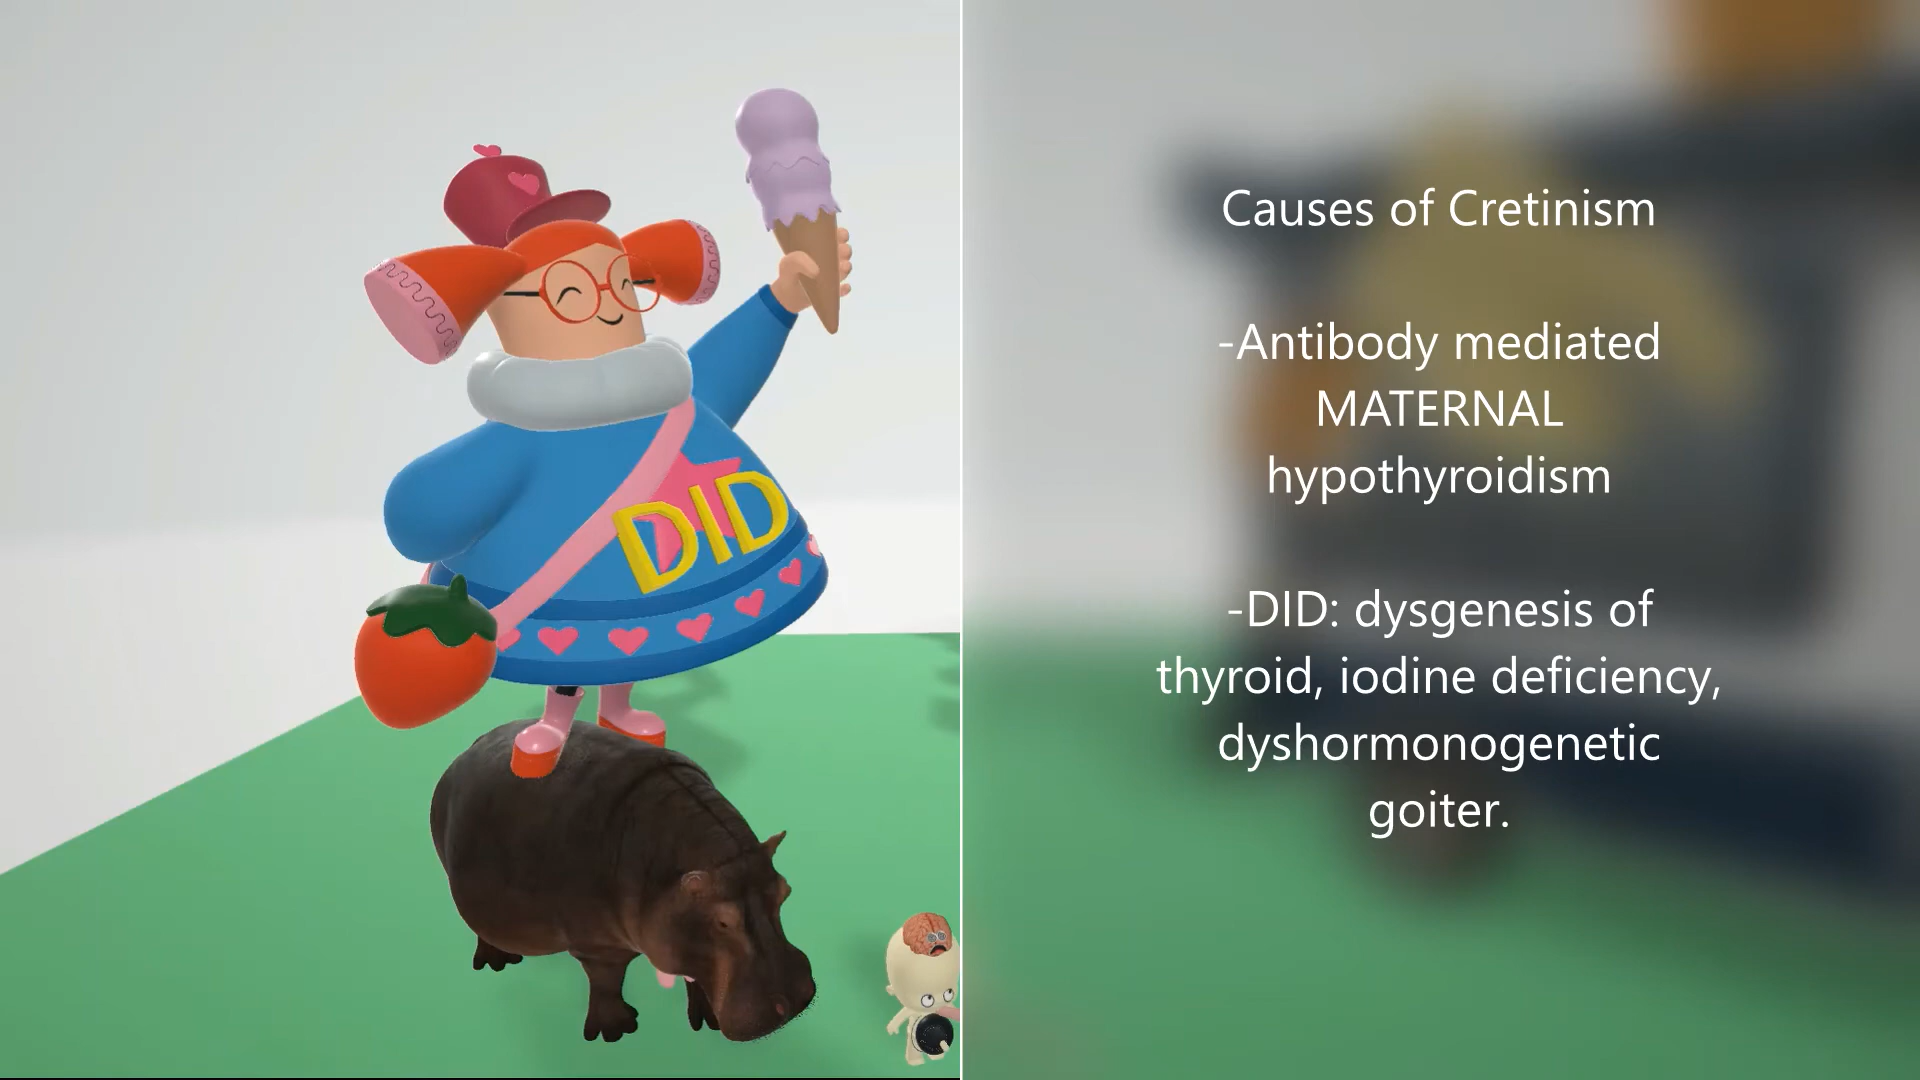 DID
Causes of Cretinism
-Antibody mediated
MATERNAL
hypothyroidism
-DID: dysgenesis of
thyroid, iodine deficiency,
dyshormonogenetic
goiter.